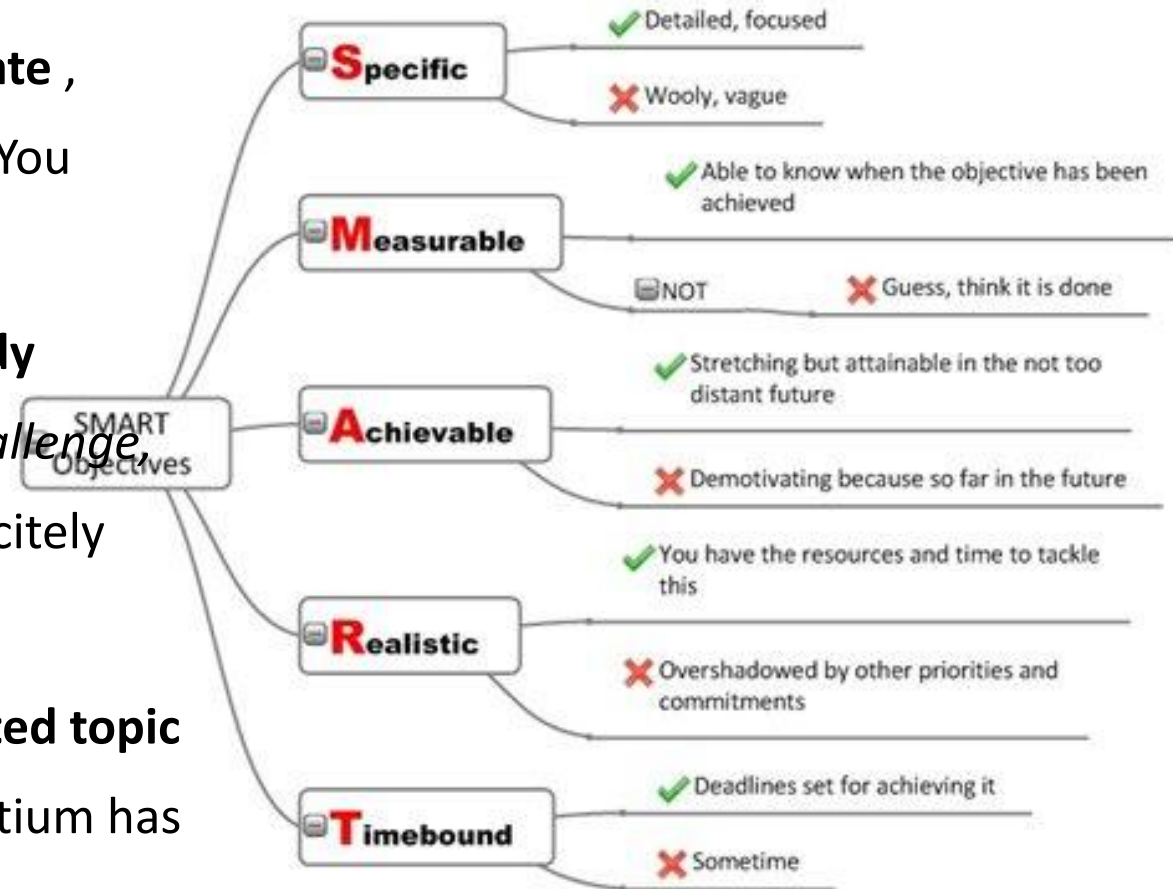 ate ,
You
dy
allenge,
citely
ted topic
tium has
SMART
Objectives
Specific
Detailed, focused
Wooly, vague
Measurable
Able to know when the objective has been
achieved
NOT
Guess, think it is done
Achievable
Stretching but attainable in the not too
distant future
Demotivating because so far in the future
Realistic
You have the resources and time to tackle
this
Overshadowed by other priorities and
commitments
Timebound
Deadlines set for achieving it
Sometime